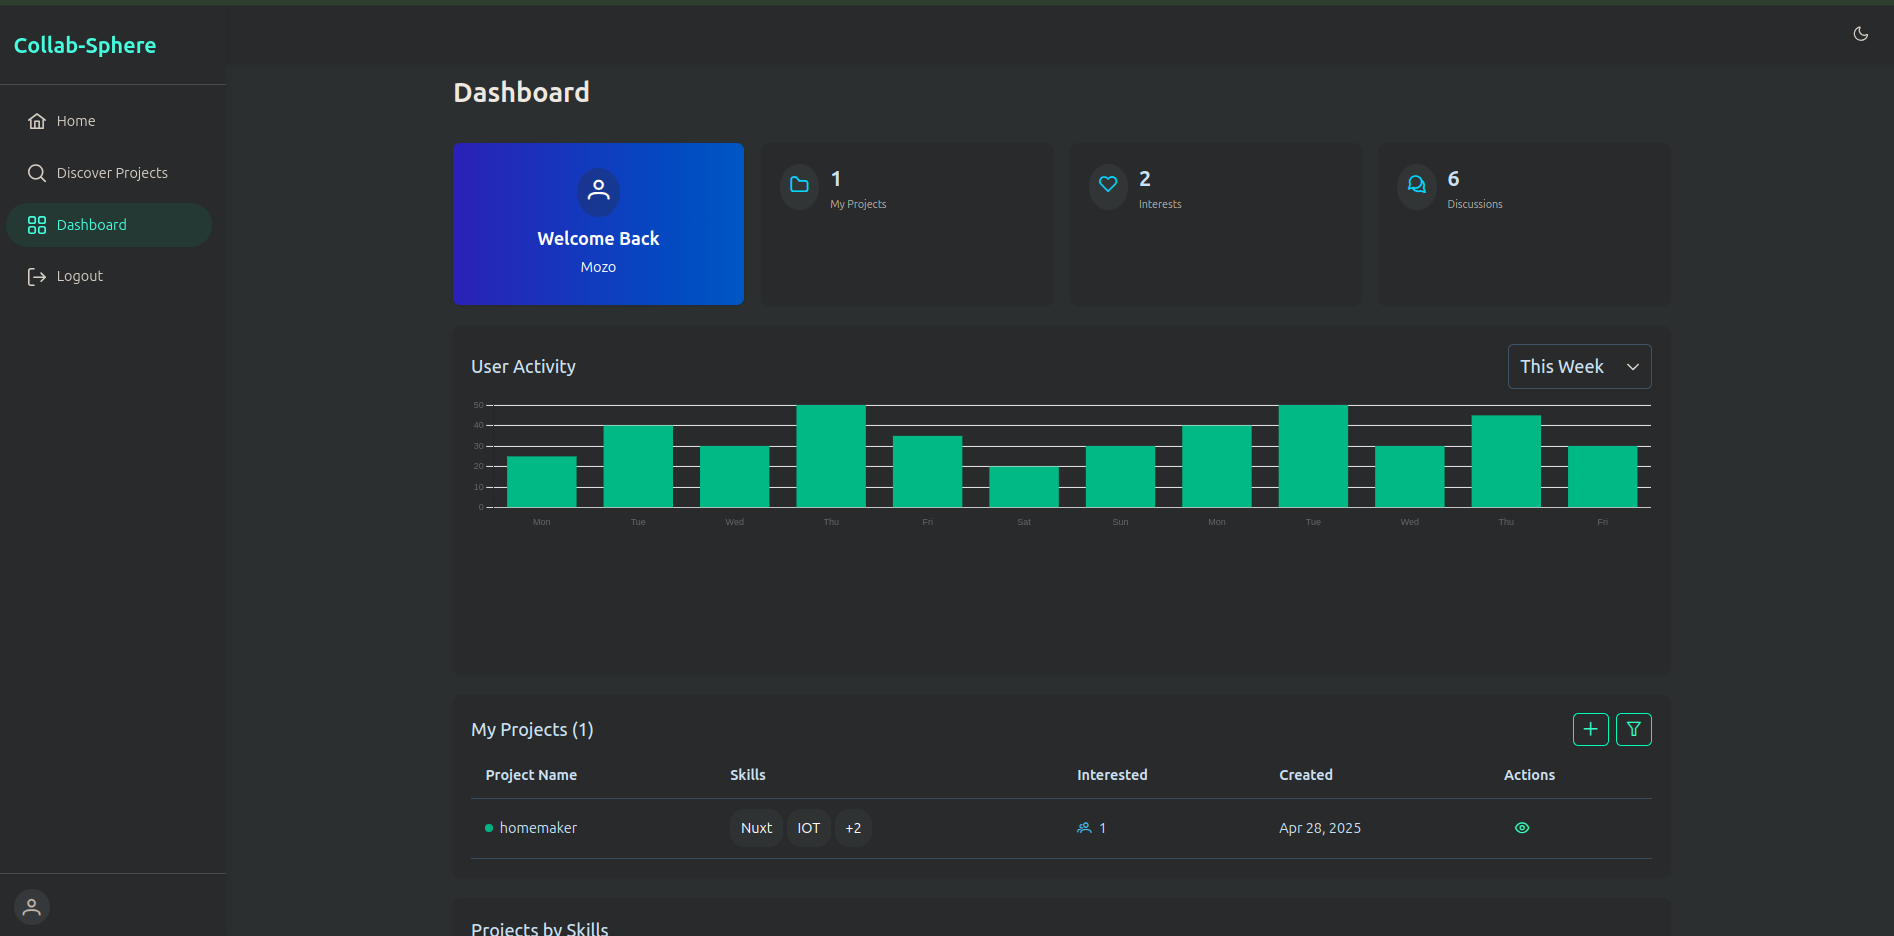 Collab-Sphere
Home
Discover Projects
Dashboard
Logout
Dashboard
Welcome Back
Mozo
1
My Projects
2
Interests
6
Discussions
User Activity
This Week
50
40
30
20
10
0
Mon Tue Wed Thu Fri Sat Sun Mon Tue Wed Thu Fri
My Projects (1)
Project Name Skills Interested Created Actions
homemaker Nuxt IOT +2 1 Apr 28, 2025
Projects by Skills